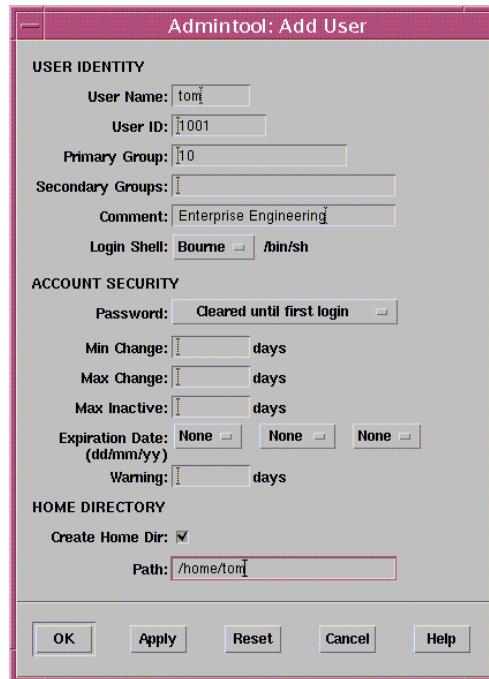 Admintool: Add User
USER IDENTITY
User Name: tom
User ID: 1001
Primary Group: 10
Secondary Groups:
Comment: Enterprise Engineering
Login Shell: Bourne /bin/sh
ACCOUNT SECURITY
Password: Cleared until first login
Min Change: days
Max Change: days
Max Inactive: days
Expiration Date: None None None
(dd/mm/yy)
Warning: days
HOME DIRECTORY
Create Home Dir:
Path: /home/tom
OK Apply Reset Cancel Help